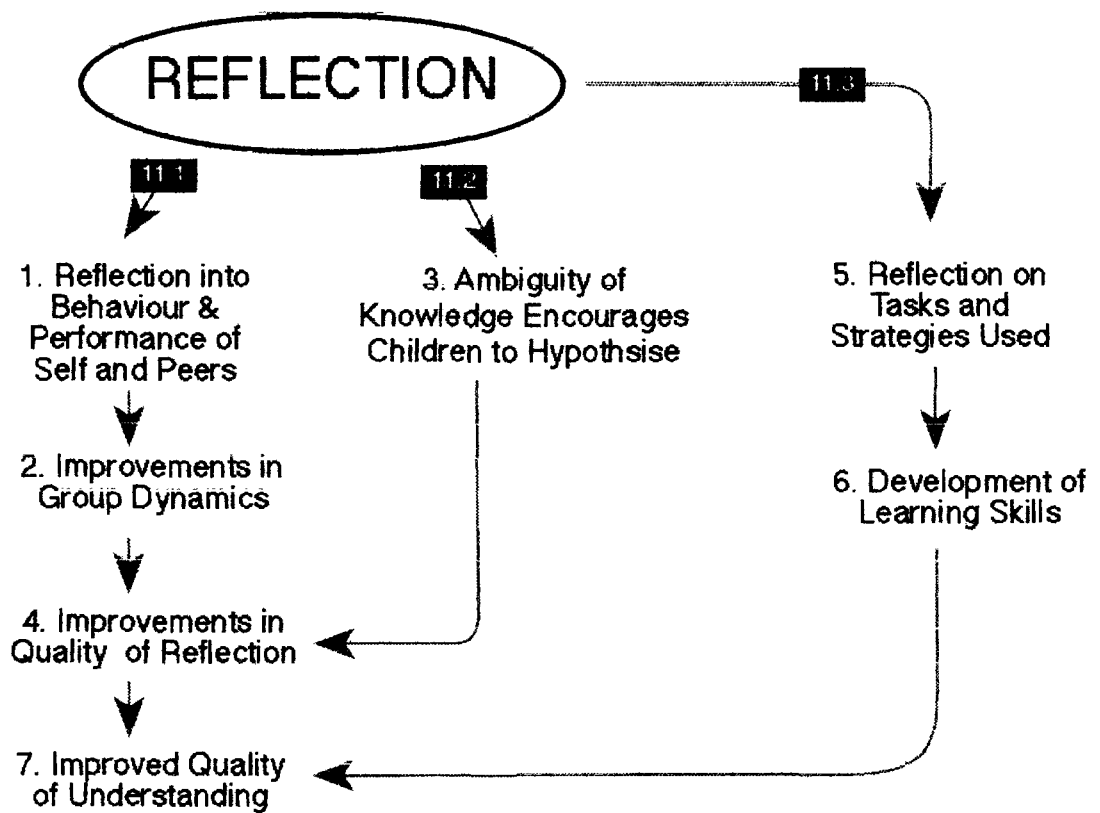 REFLECTION
11.3
11.1
11.2
1. Reflection into
Behaviour &
Performance of
Self and Peers
3. Ambiguity of
Knowledge Encourages
Children to Hypothsise
5. Reflection on
Tasks and
Strategies Used
2. Improvements in
Group Dynamics
6. Development of
Learning Skills
4. Improvements in
Quality of Reflection
7. Improved Quality
of Understanding